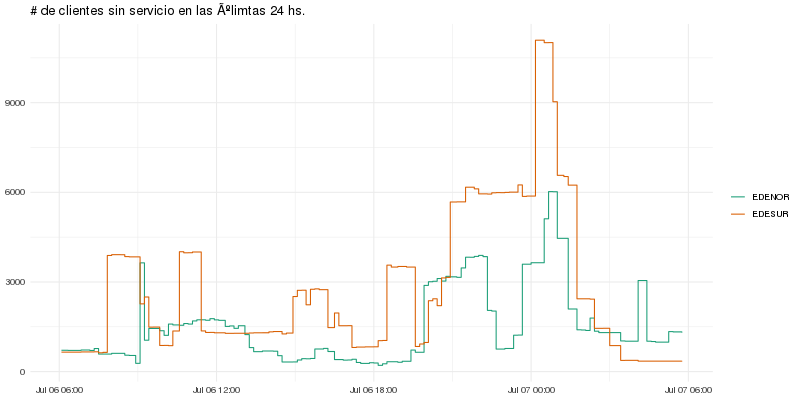 # de clientes sin servicio en las Ãºlimtas 24 hs.
9000
6000
3000
0
Jul 06 06:00
Jul 06 12:00
Jul 06 18:00
Jul 07 00:00
Jul 07 06:00
EDENOR
EDESUR